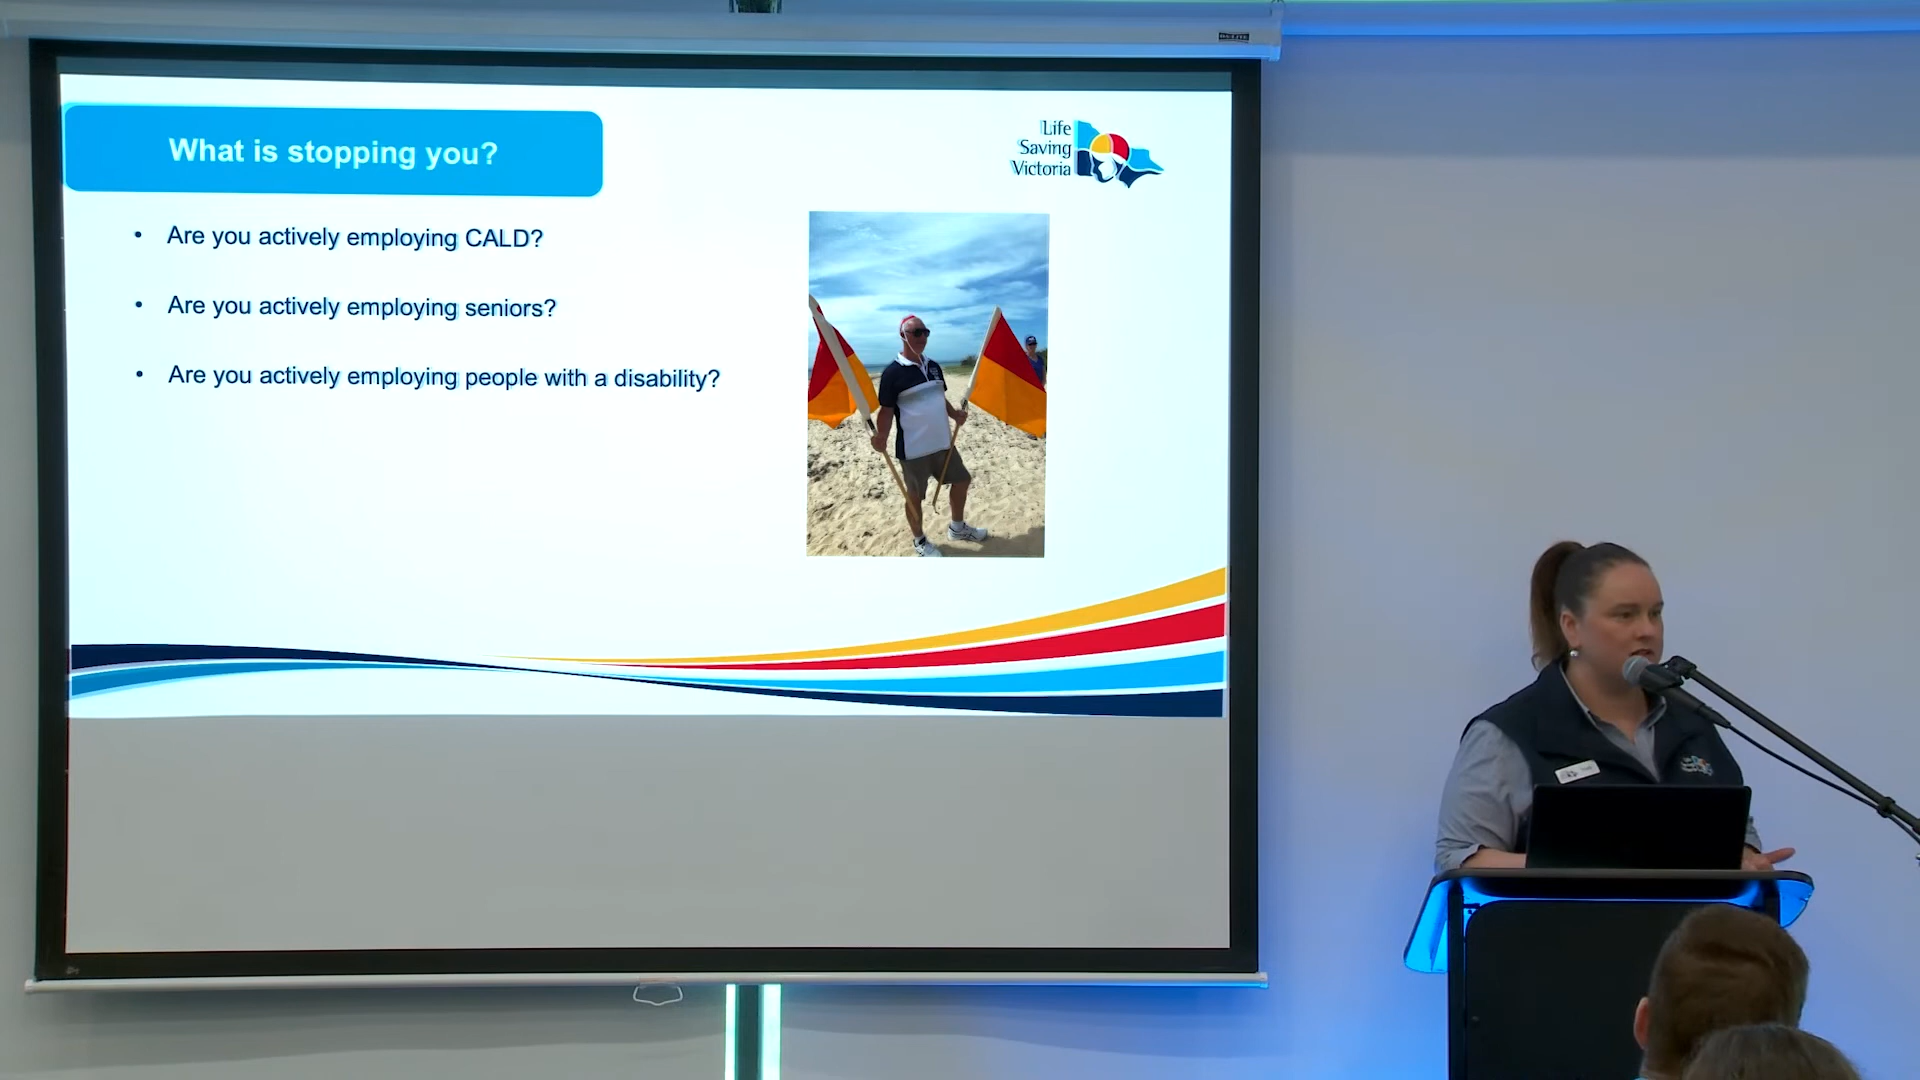 What is stopping you?
Life
Saving
Victoria
• Are you actively employing CALD?
• Are you actively employing seniors?
• Are you actively employing people with a disability?